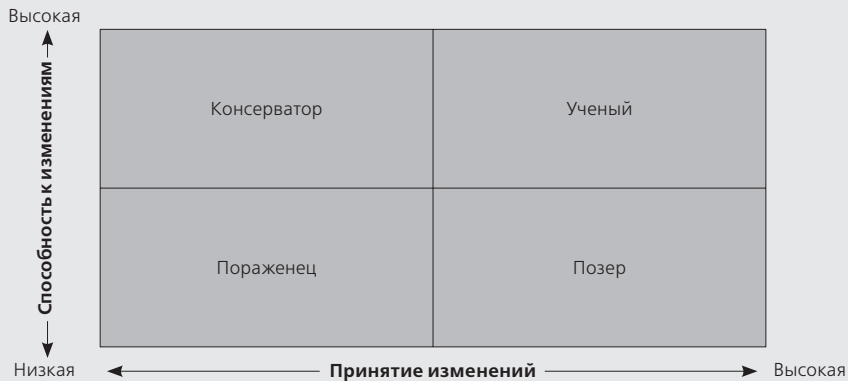 Высокая
Способность к изменениям
Консерватор
Ученый
Пораженец
Позер
Низкая
Принятие изменений
Высокая